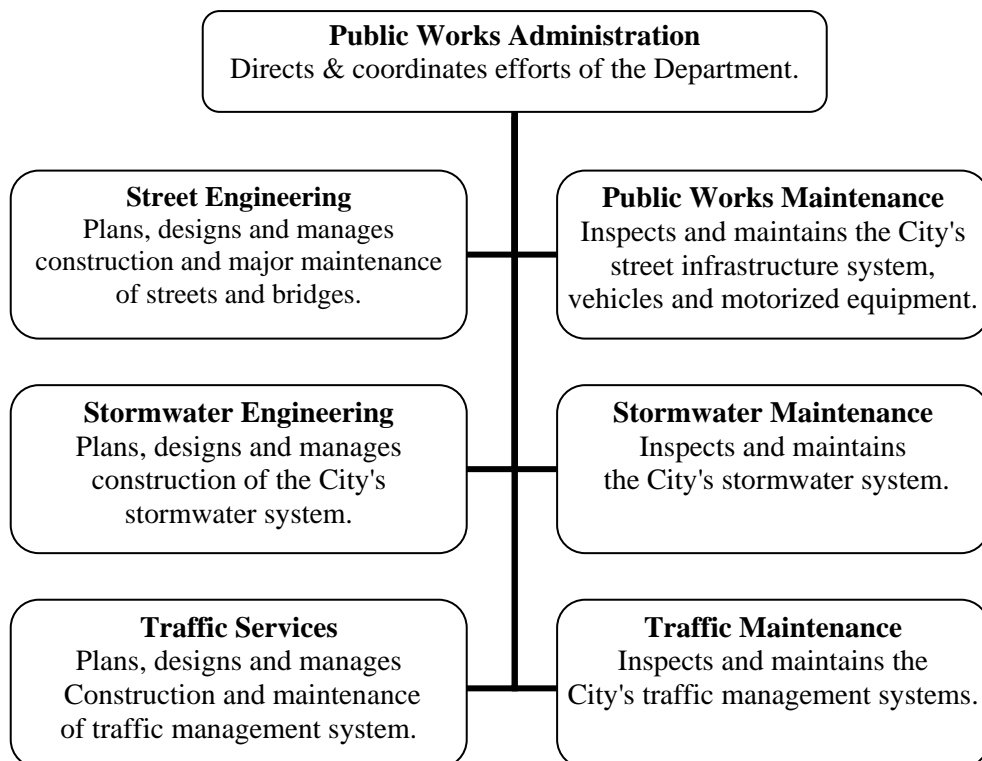 Public Works Administration
Directs & coordinates efforts of the Department.
Street Engineering
Plans, designs and manages
construction and major maintenance
of streets and bridges.
Public Works Maintenance
Inspects and maintains the City's
street infrastructure system,
vehicles and motorized equipment.
Stormwater Engineering
Plans, designs and manages
construction of the City's
stormwater system.
Stormwater Maintenance
Inspects and maintains
the City's stormwater system.
Traffic Services
Plans, designs and manages
Construction and maintenance
of traffic management system.
Traffic Maintenance
Inspects and maintains the
City's traffic management systems.